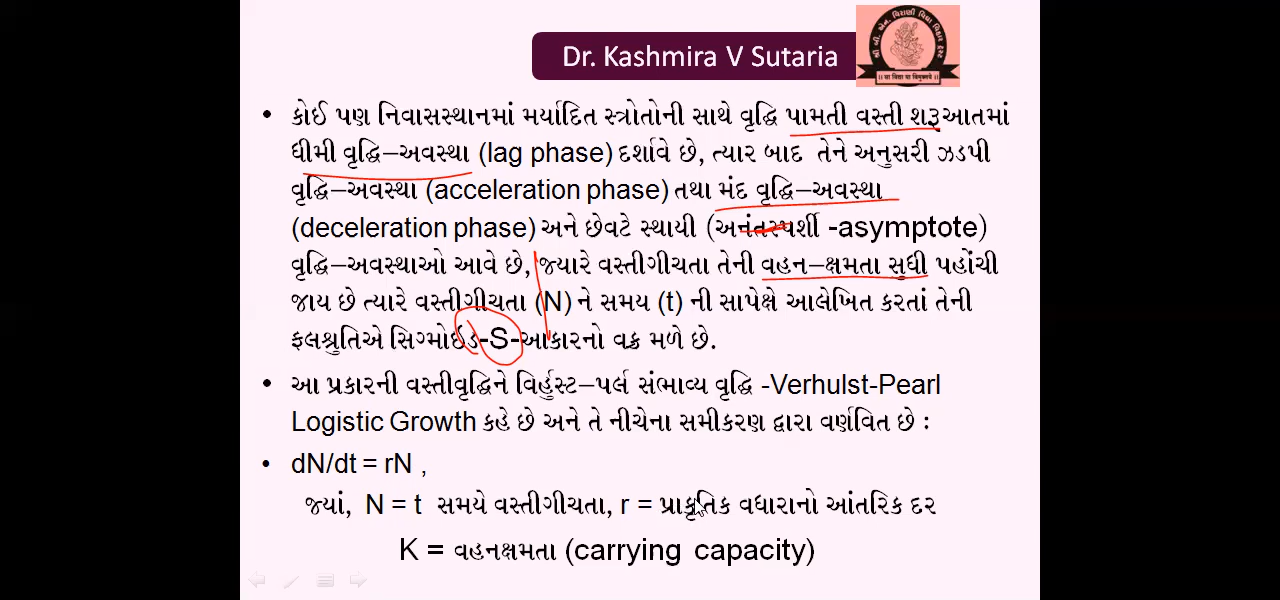 Dr. Kashmira V Sutaria
શ્રી વી. એન. વિરાણી વિદ્યા વિહાર ટ્રસ્ટ
।। સા વિદ્યા યા વિમુક્તયે ।।
• કોઈ પણ નિવાસસ્થાનમાં મર્યાદિત સ્ત્રોતોની સાથે વૃદ્ધિ પામતી વસ્તી શરૂઆતમાં
ધીમી વૃદ્ધિ–અવસ્થા (lag phase) દર્શાવે છે, ત્યાર બાદ તેને અનુસરી ઝડપી
વૃદ્ધિ–અવસ્થા (acceleration phase) તથા મંદ વૃદ્ધિ–અવસ્થા
(deceleration phase) અને છેવટે સ્થાયી (અનંતસ્પર્શી -asymptote)
વૃદ્ધિ–અવસ્થાઓ આવે છે, જ્યારે વસ્તીગીચતા તેની વહન–ક્ષમતા સુધી પહોંચી
જાય છે ત્યારે વસ્તીગીચતા (N) ને સમય (t) ની સાપેક્ષે આલેખિત કરતાં તેની
ફલશ્રુતિએ સિગ્મોઈડ-S-આકારનો વક્ર મળે છે.
• આ પ્રકારની વસ્તીવૃદ્ધિને વિર્હુસ્ટ–પર્લ સંભાવ્ય વૃદ્ધિ -Verhulst-Pearl
Logistic Growth કહે છે અને તે નીચેના સમીકરણ દ્વારા વર્ણવિત છે :
• dN/dt = rN ,
જ્યાં, N = t સમયે વસ્તીગીચતા, r = પ્રાકૃતિક વધારાનો આંતરિક દર
K = વહનક્ષમતા (carrying capacity)